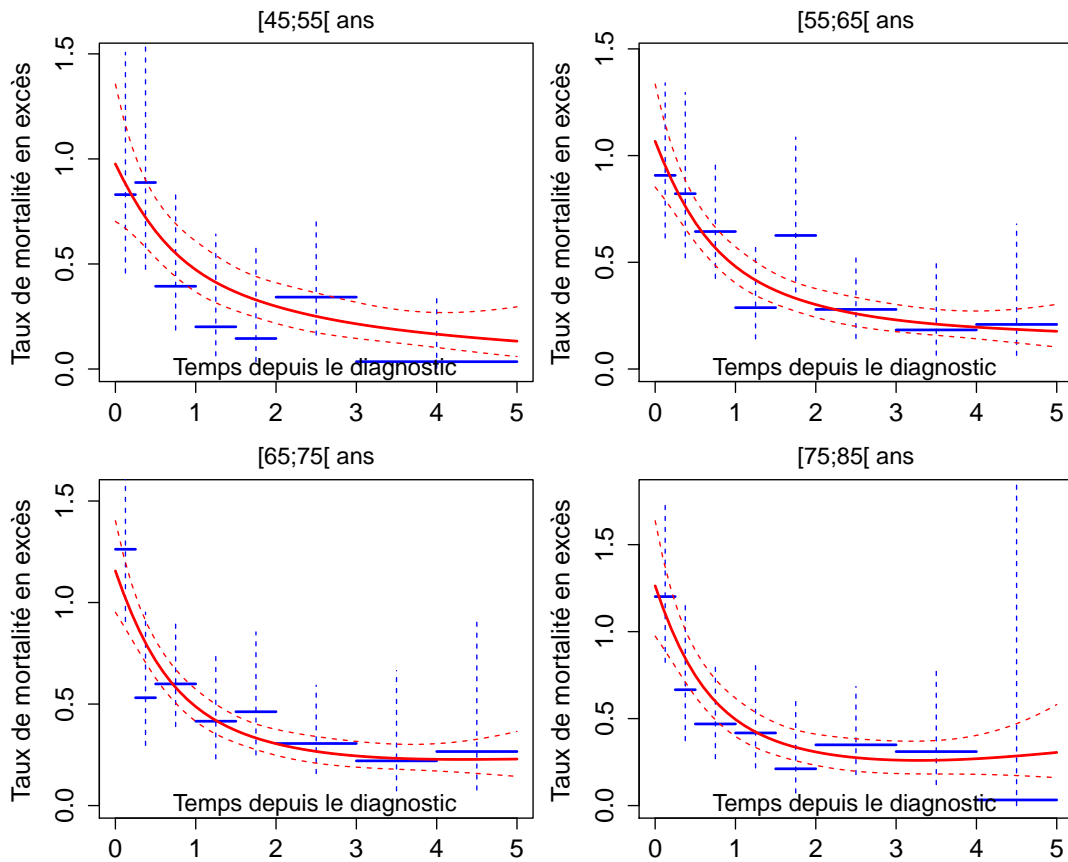 [45;55[ ans
Taux de mortalité en excès
0.0 0.5 1.0 1.5
Temps depuis le diagnostic
0 1 2 3 4 5
[55;65[ ans
Taux de mortalité en excès
0.0 0.5 1.0 1.5
Temps depuis le diagnostic
0 1 2 3 4 5
[65;75[ ans
Taux de mortalité en excès
0.0 0.5 1.0 1.5
Temps depuis le diagnostic
0 1 2 3 4 5
[75;85[ ans
Taux de mortalité en excès
0.0 0.5 1.0 1.5
Temps depuis le diagnostic
0 1 2 3 4 5